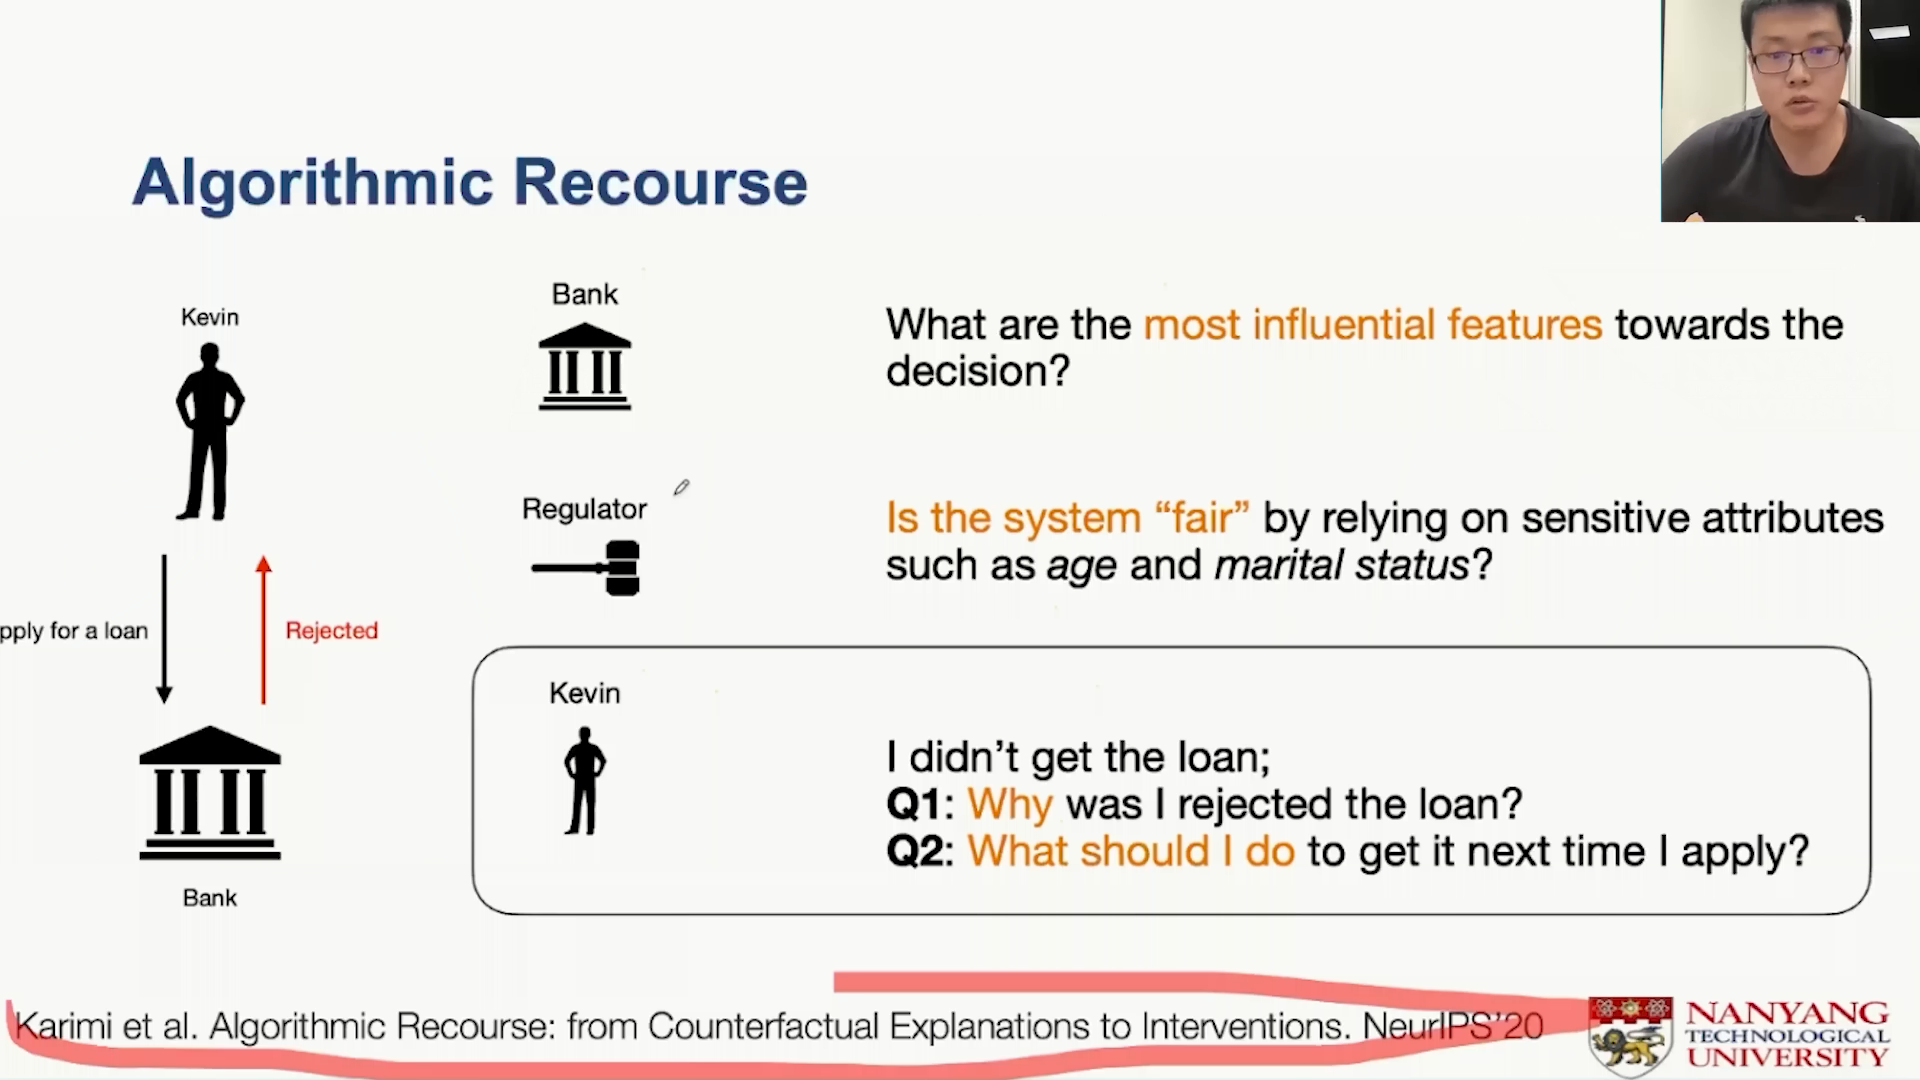 Algorithmic Recourse
Kevin
pply for a loan
Rejected
Bank
Bank
What are the most influential features towards the
decision?
Regulator
Is the system “fair” by relying on sensitive attributes
such as age and marital status?
Kevin
I didn’t get the loan;
Q1: Why was I rejected the loan?
Q2: What should I do to get it next time I apply?
Karimi et al. Algorithmic Recourse: from Counterfactual Explanations to Interventions. NeurIPS’20
NANYANG
TECHNOLOGICAL
UNIVERSITY